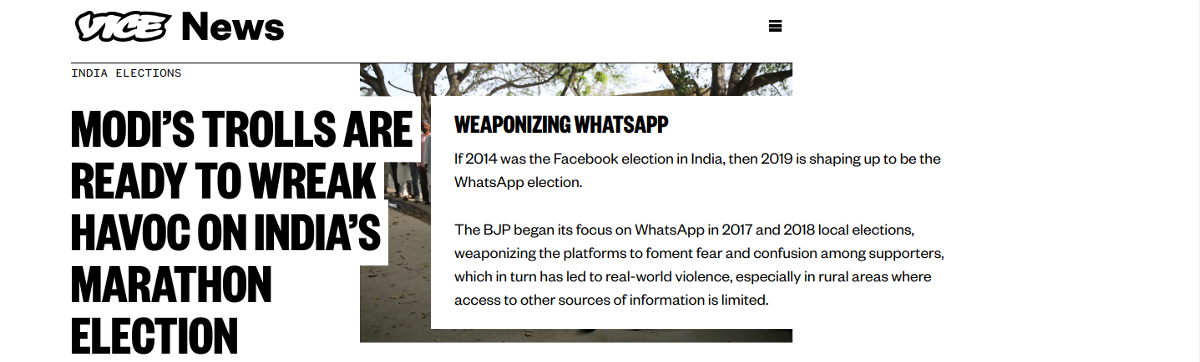 VICE News
INDIA ELECTIONS
MODI'S TROLLS ARE
READY TO WREAK
HAVOC ON INDIA'S
MARATHON
ELECTION
WEAPONIZING WHATSAPP
If 2014 was the Facebook election in India, then 2019 is shaping up to be the
WhatsApp election.
The BJP began its focus on WhatsApp in 2017 and 2018 local elections,
weaponizing the platforms to foment fear and confusion among supporters,
which in turn has led to real-world violence, especially in rural areas where
access to other sources of information is limited.